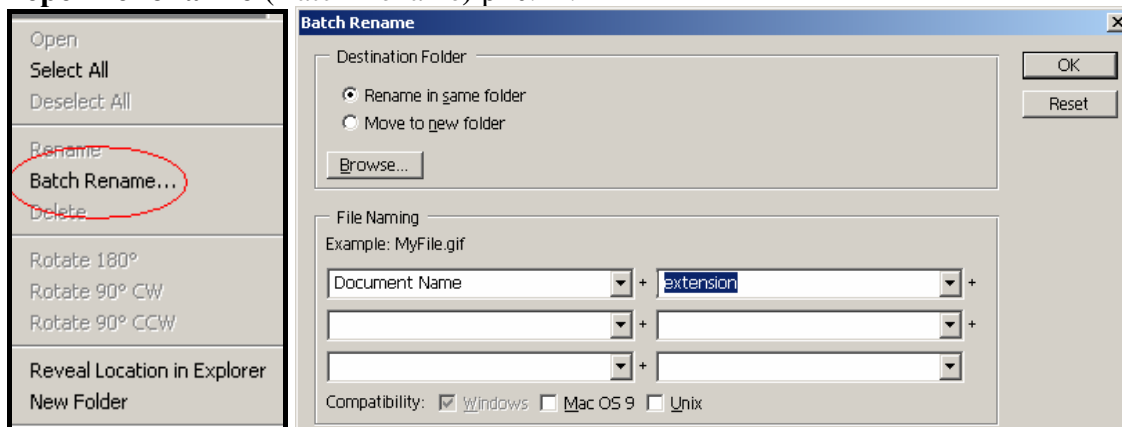 Open
Select All
Deselect All
Rename
Batch Rename...
Delete
Rotate 180°
Rotate 90° CW
Rotate 90° CCW
Reveal Location in Explorer
New Folder
Batch Rename
Destination Folder
Rename in same folder
Move to new folder
Browse...
OK
Reset
File Naming
Example: MyFile.gif
Document Name + extension +
+ +
+
Compatibility: Windows Mac OS 9 Unix